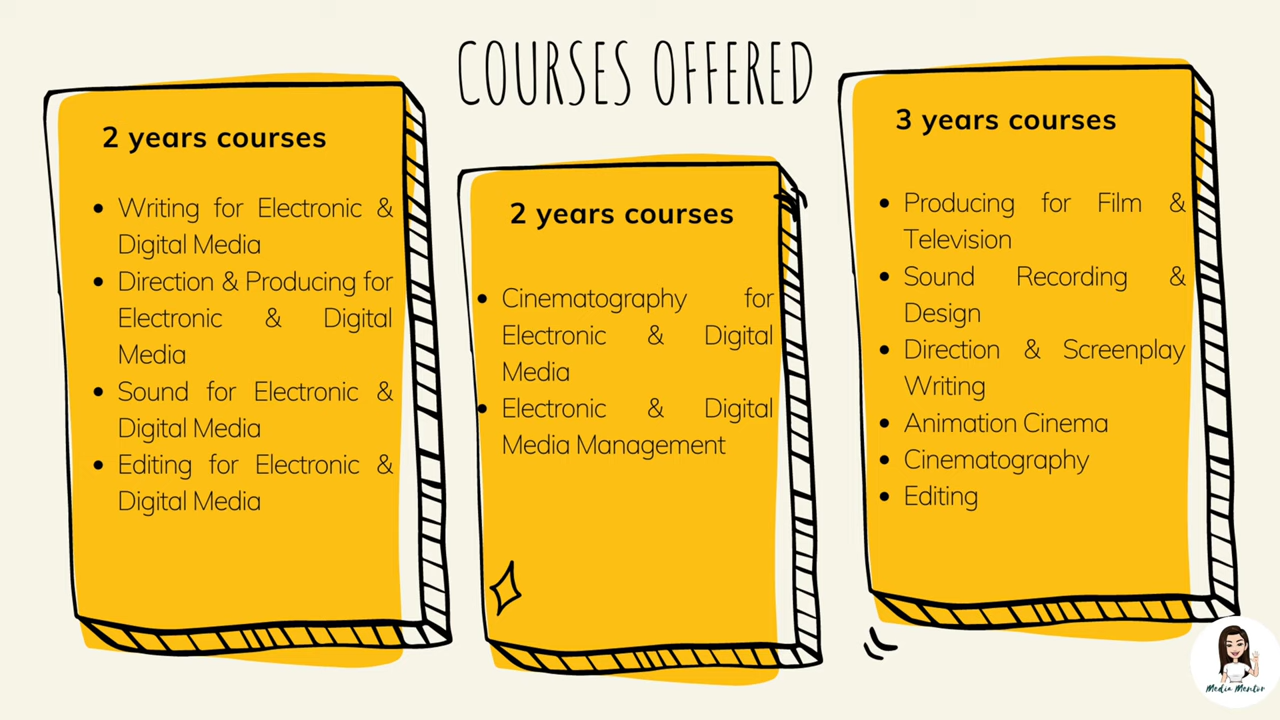 COURSES OFFERED
2 years courses
• Writing for Electronic &
Digital Media
• Direction & Producing for
Electronic & Digital
Media
• Sound for Electronic &
Digital Media
• Editing for Electronic &
Digital Media
2 years courses
• Cinematography for
Electronic & Digital
Media
• Electronic & Digital
Media Management
3 years courses
• Producing for Film &
Television
• Sound Recording &
Design
• Direction & Screenplay
Writing
• Animation Cinema
• Cinematography
• Editing
Media Mentor